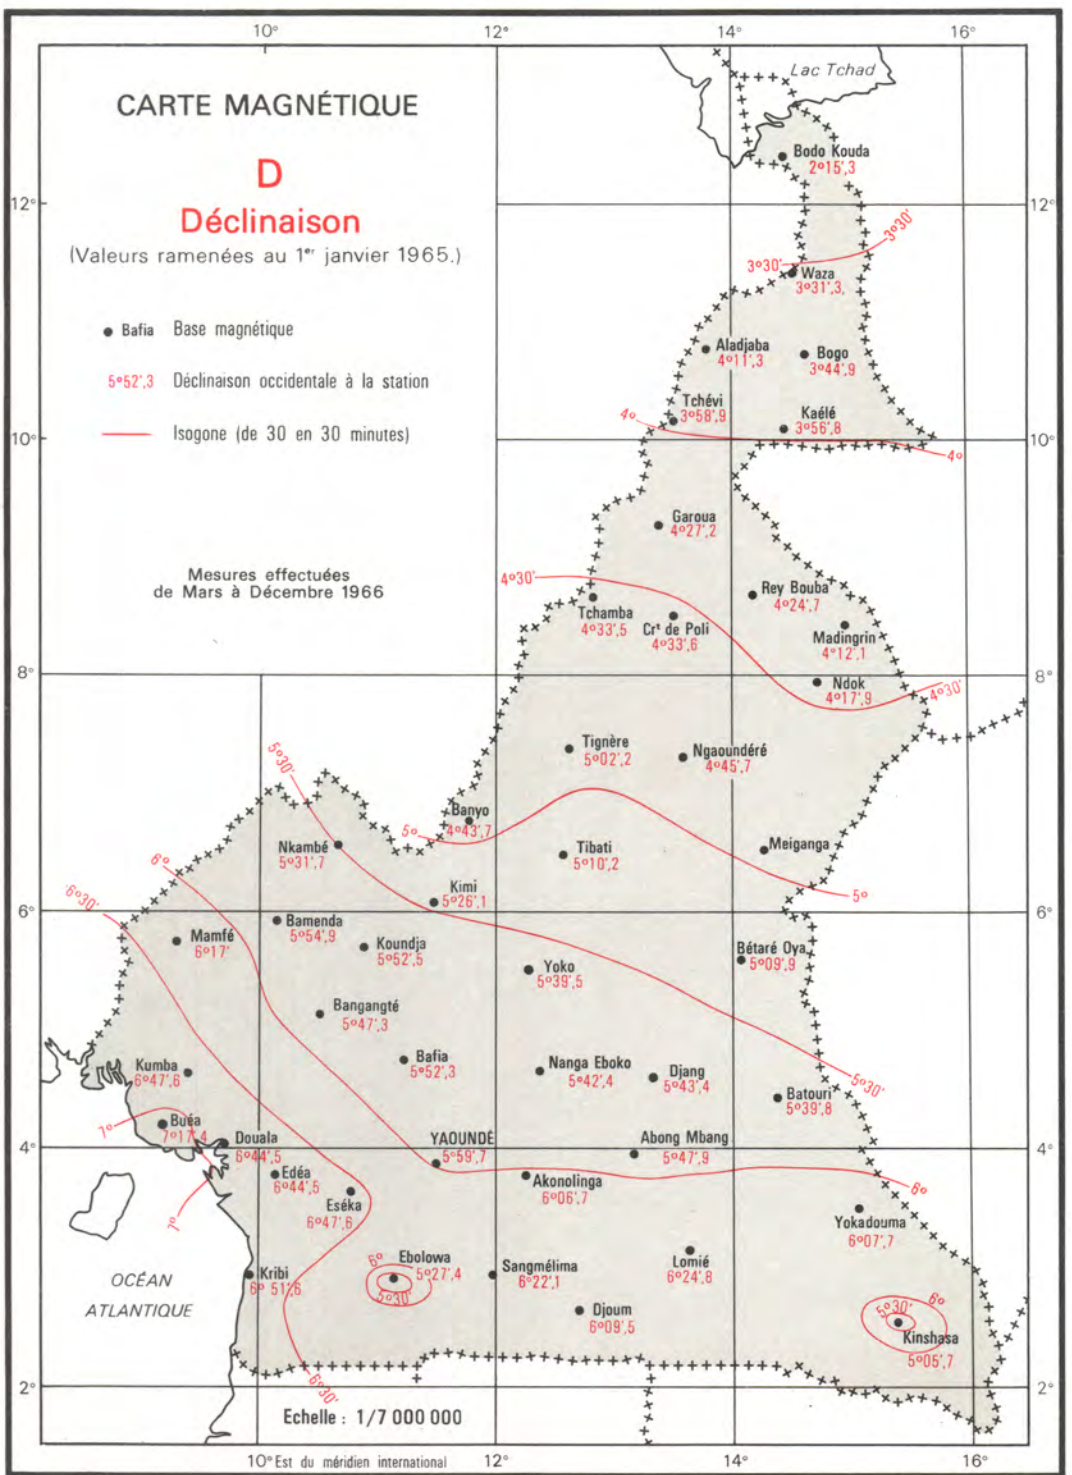 10°
14°
16°
Lac Tchad
CARTE MAGNÉTIQUE
D
Déclinaison
(Valeurs ramenées au 1er janvier 1965.)
Bafia Base magnétique
5°52',3 Déclinaison occidentale à la station
Isogone (de 30 en 30 minutes)
Mesures effectuées
de Mars à Décembre 1966
Bodo Kouda
2°15',3
12°
12°
3°30'
3°30'
Waza
3°31',3
Aladjaba
4°11',3
Bogo
3°44',9
Tchévi
3°58',9
Kaélé
3°56',8
4°
4°
10°
10°
Garoua
4°27',2
4°30'
Rey Bouba
4°24',7
Tchamba
4°33',5
Crt de Poli
4°33',6
Madingrin
4°12',1
8°
8°
Ndok
4°17',9
4°30'
Tignère
5°02',2
Ngaoundéré
4°45',7
5°30'
Banyo
4°43',7
5°
Nkambé
5°31',7
Tibati
5°10',2
Meiganga
5°
6°
6°30'
Kimi
5°26',1
6°
6°
Bamenda
5°54',9
Mamfé
6°17'
Koundja
5°52',5
Bétaré Oya
5°09',9
Yoko
5°39',5
Bangangté
5°47',3
Bafia
5°52',3
Nanga Eboko
5°42',4
Djang
5°43',4
5°30'
Kumba
6°47',6
Batouri
5°39',8
7°
Buéa
7°17',4
Douala
6°44',5
YAOUNDÉ
5°59',7
Abong Mbang
5°47',9
4°
4°
Edéa
6°44',5
Akonolinga
6°06',7
6°
Eséka
6°47',6
7°
Yokadouma
6°07',7
Lomié
6°24',8
OCÉAN
ATLANTIQUE
Kribi
6°51',6
6°
Ebolowa
5°27',4
5°30'
Sangmélima
6°22',1
Djoum
6°09',5
6°
5°30'
Kinshasa
5°05',7
6°30'
2°
2°
Echelle : 1/7 000 000
10° Est du méridien international
12°
14°
16°